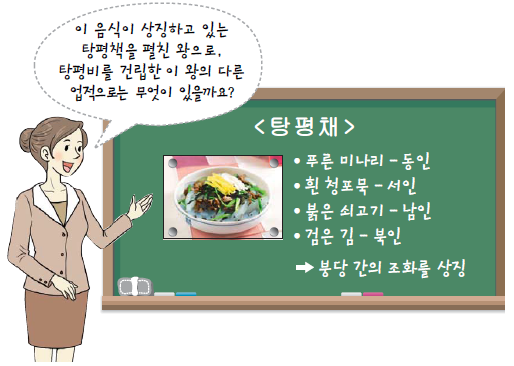 이 음식이 상징하고 있는
탕평책을 펼친 왕으로,
탕평비를 건립한 이 왕의 다른
업적으로는 무엇이 있을까요?
<탕평채>
• 푸른 미나리 – 동인
• 흰 청포묵 – 서인
• 붉은 쇠고기 – 남인
• 검은 김 – 북인
➡ 붕당 간의 조화를 상징